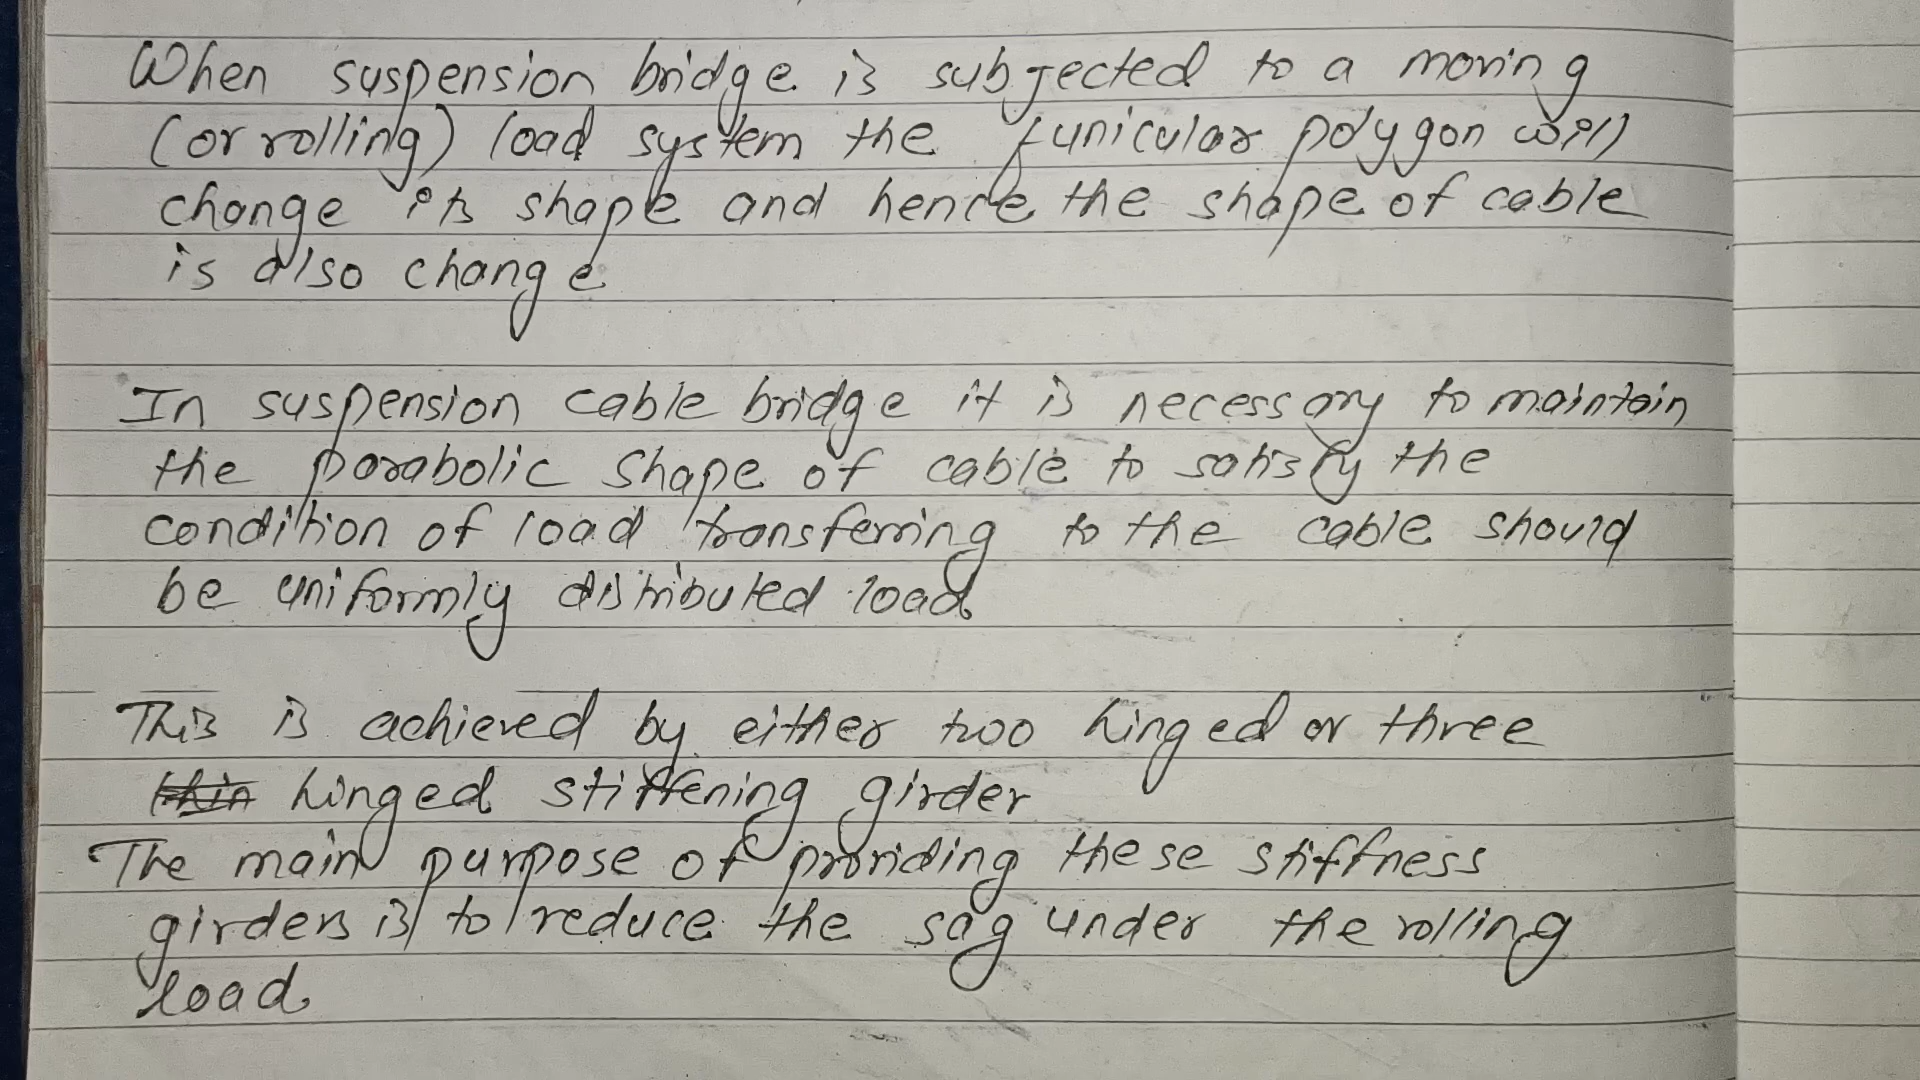 When suspension bridge is subjected to a moving
(or rolling) load system the funicular polygon will
change its shape and hence the shape of cable
is also change
In suspension cable bridge it is necessary to maintain
the parabolic shape of cable to satisfy the
condition of load transferring to the cable should
be uniformly distributed load
This is achieved by either two hinged or three
hinged stiffening girder
The main purpose of providing these stiffness
girders is to reduce the sag under the rolling
load